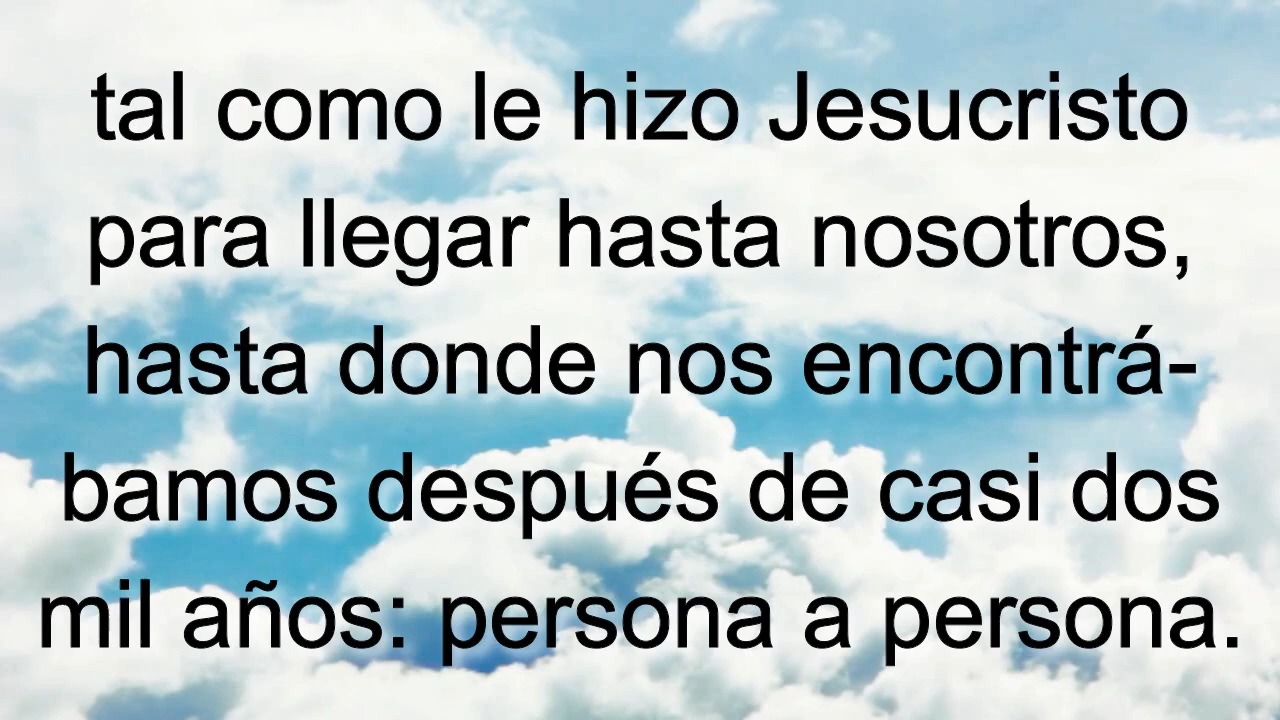 tal como le hizo Jesucristo
para llegar hasta nosotros,
hasta donde nos encontrá-
bamos después de casi dos
mil años: persona a persona.